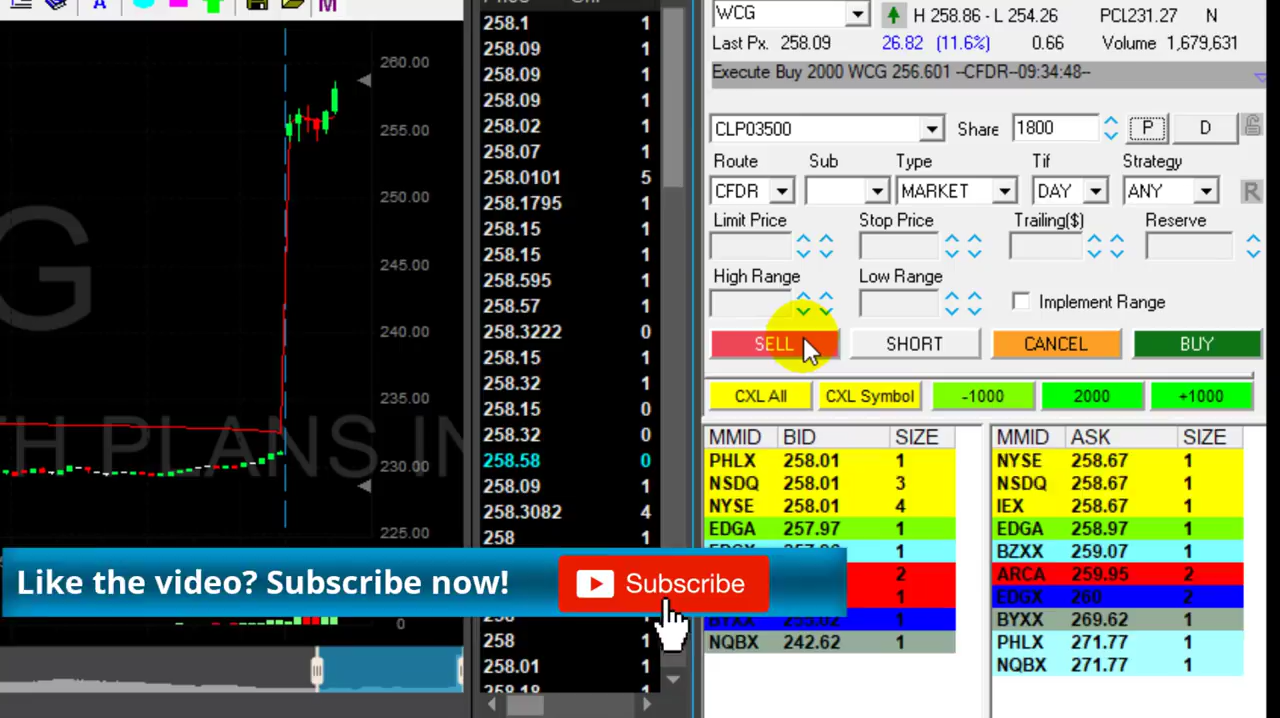 A
M
260.00
255.00
250.00
245.00
240.00
235.00
230.00
225.00
0
G
TH PLANS IN
258.1 1
258.09 1
258.09 1
258.09 1
258.02 1
258.07 1
258.0101 5
258.1795 1
258.15 1
258.15 1
258.595 1
258.57 1
258.3222 0
258.15 1
258.32 0
258.15 0
258.32 0
258.58 0
258.09 1
258.3082 4
258 1
258 1
258.01 1
258.18 1
WCG H 258.86 - L 254.26 PCL231.27 N
Last Px. 258.09 26.82 (11.6%) 0.66 Volume 1,679,631
Execute Buy 2000 WCG 256.601 --CFDR--09:34:48--
CLP03500 Share 1800 P D
Route Sub Type Tif Strategy
CFDR MARKET DAY ANY R
Limit Price Stop Price Trailing($) Reserve
High Range Low Range
Implement Range
SELL SHORT CANCEL BUY
CXL All CXL Symbol -1000 2000 +1000
MMID BID SIZE MMID ASK SIZE
PHLX 258.01 1 NYSE 258.67 1
NSDQ 258.01 3 NSDQ 258.67 1
NYSE 258.01 4 IEX 258.67 1
EDGA 257.97 1 EDGA 258.97 1
1 BZXX 259.07 1
2 ARCA 259.95 2
1 EDGX 260 2
BYXX 255.02 1 BYXX 269.62 1
NQBX 242.62 1 PHLX 271.77 1
NQBX 271.77 1
Like the video? Subscribe now! Subscribe